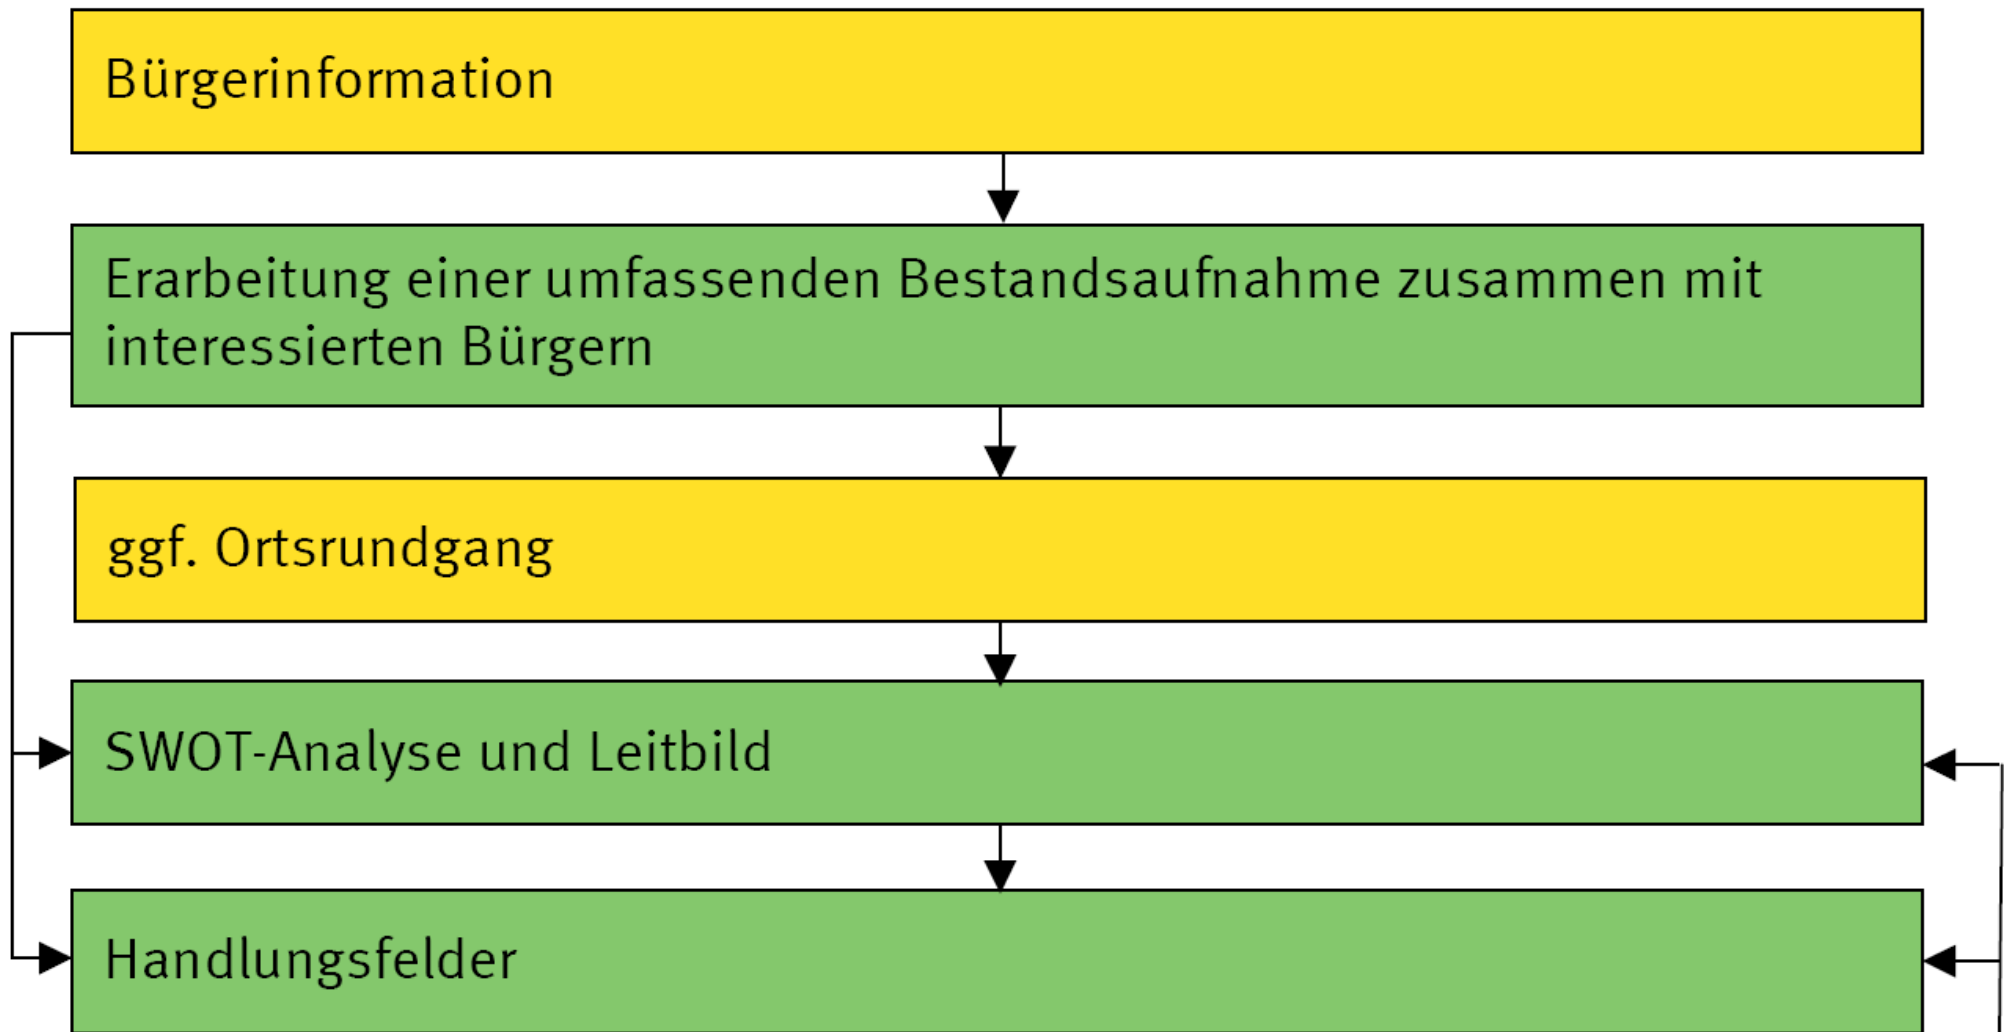 Bürgerinformation
Erarbeitung einer umfassenden Bestandsaufnahme zusammen mit
interessierten Bürgern
ggf. Ortsrundgang
SWOT-Analyse und Leitbild
Handlungsfelder